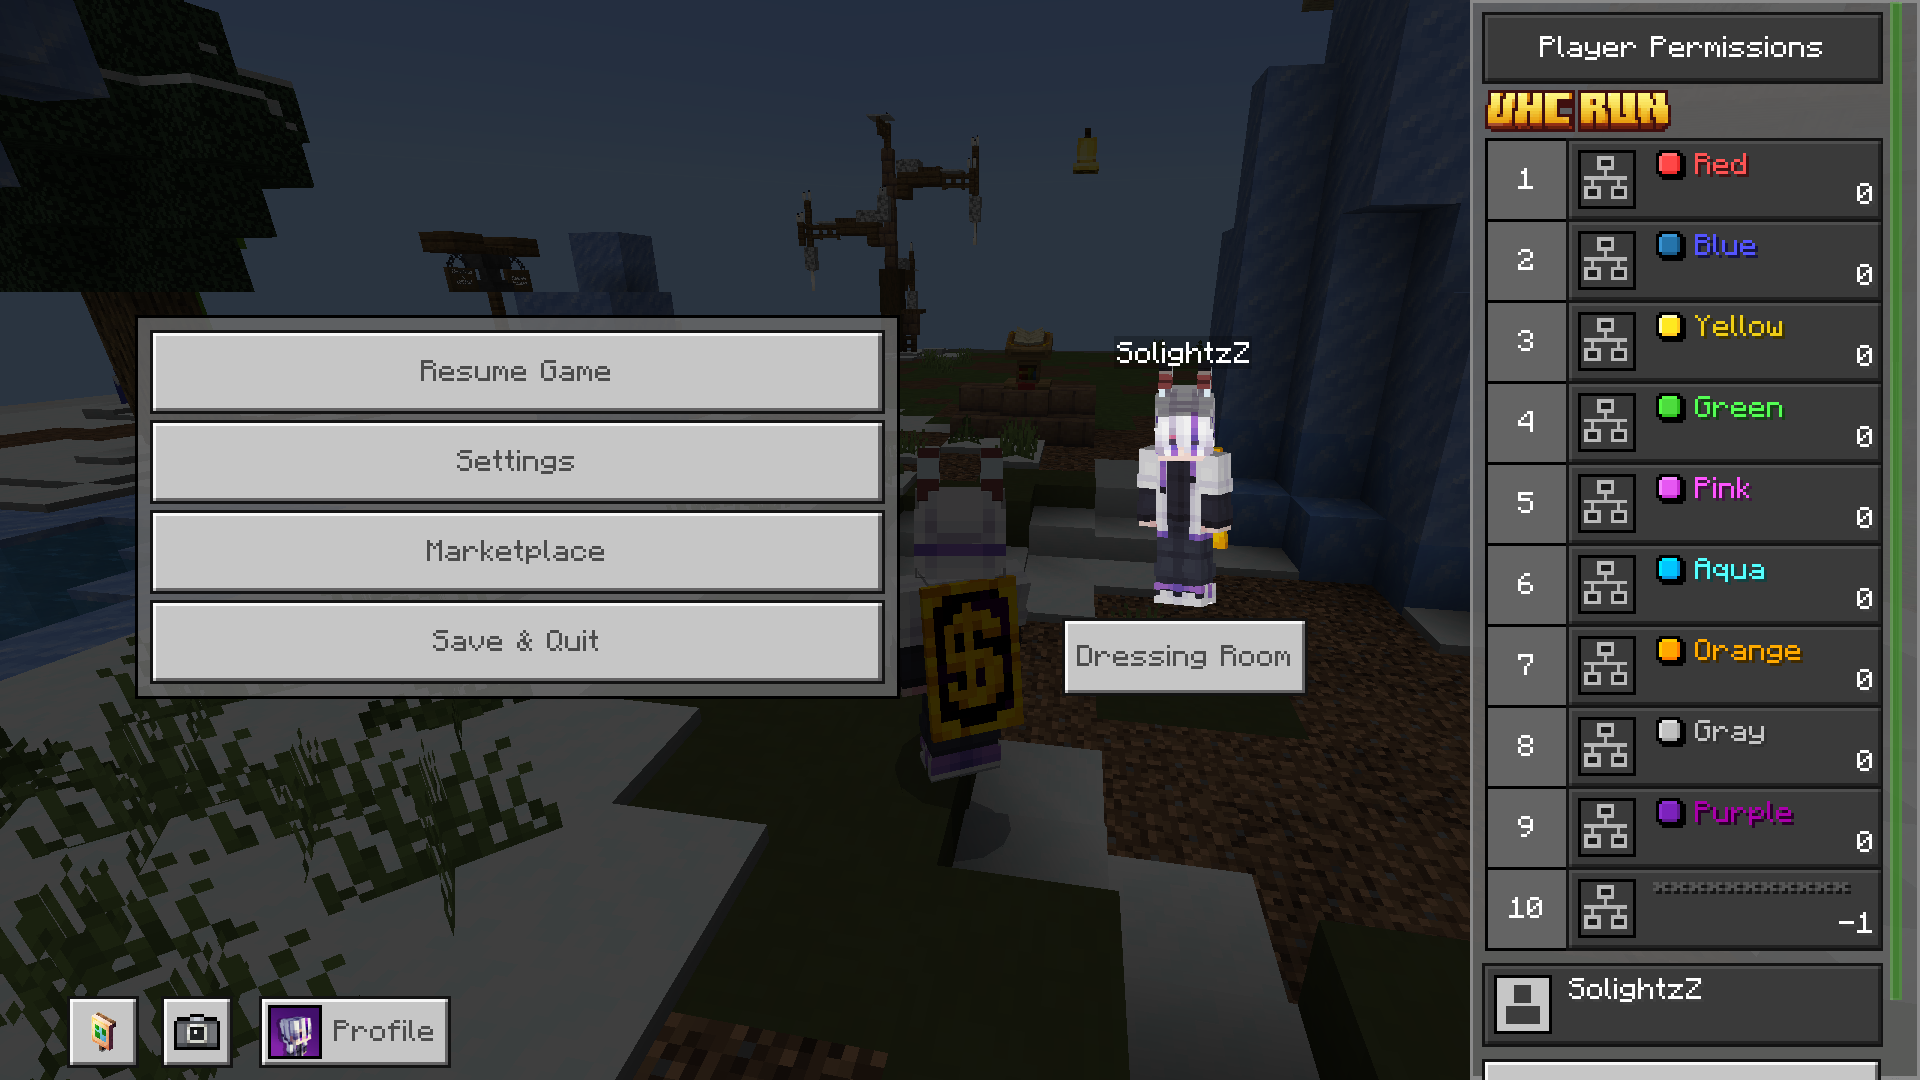 Resume Game
Settings
Marketplace
Save & Quit
SolightzZ
Dressing Room
Profile
Player Permissions
UHC RUN
1 Red 0
2 Blue 0
3 Yellow 0
4 Green 0
5 Pink 0
6 Aqua 0
7 Orange 0
8 Gray 0
9 Purple 0
10 -1
SolightzZ